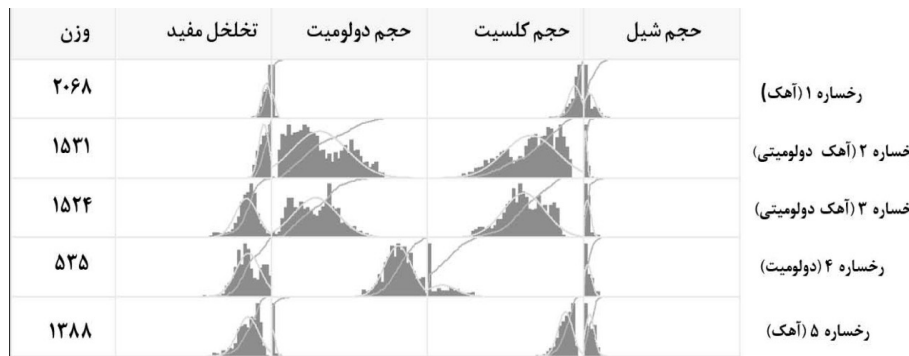 حجم شیل	حجم کلسیت	حجم دولومیت	تخلخل مفید	وزن
رخساره ۱ (آهک)	۲۰۶۸
خساره ۲ (آهک دولومیتی)	۱۵۳۱
خساره ۳ (آهک دولومیتی)	۱۵۲۴
رخساره ۴ (دولومیت)	۵۳۵
رخساره ۵ (آهک)	۱۳۸۸